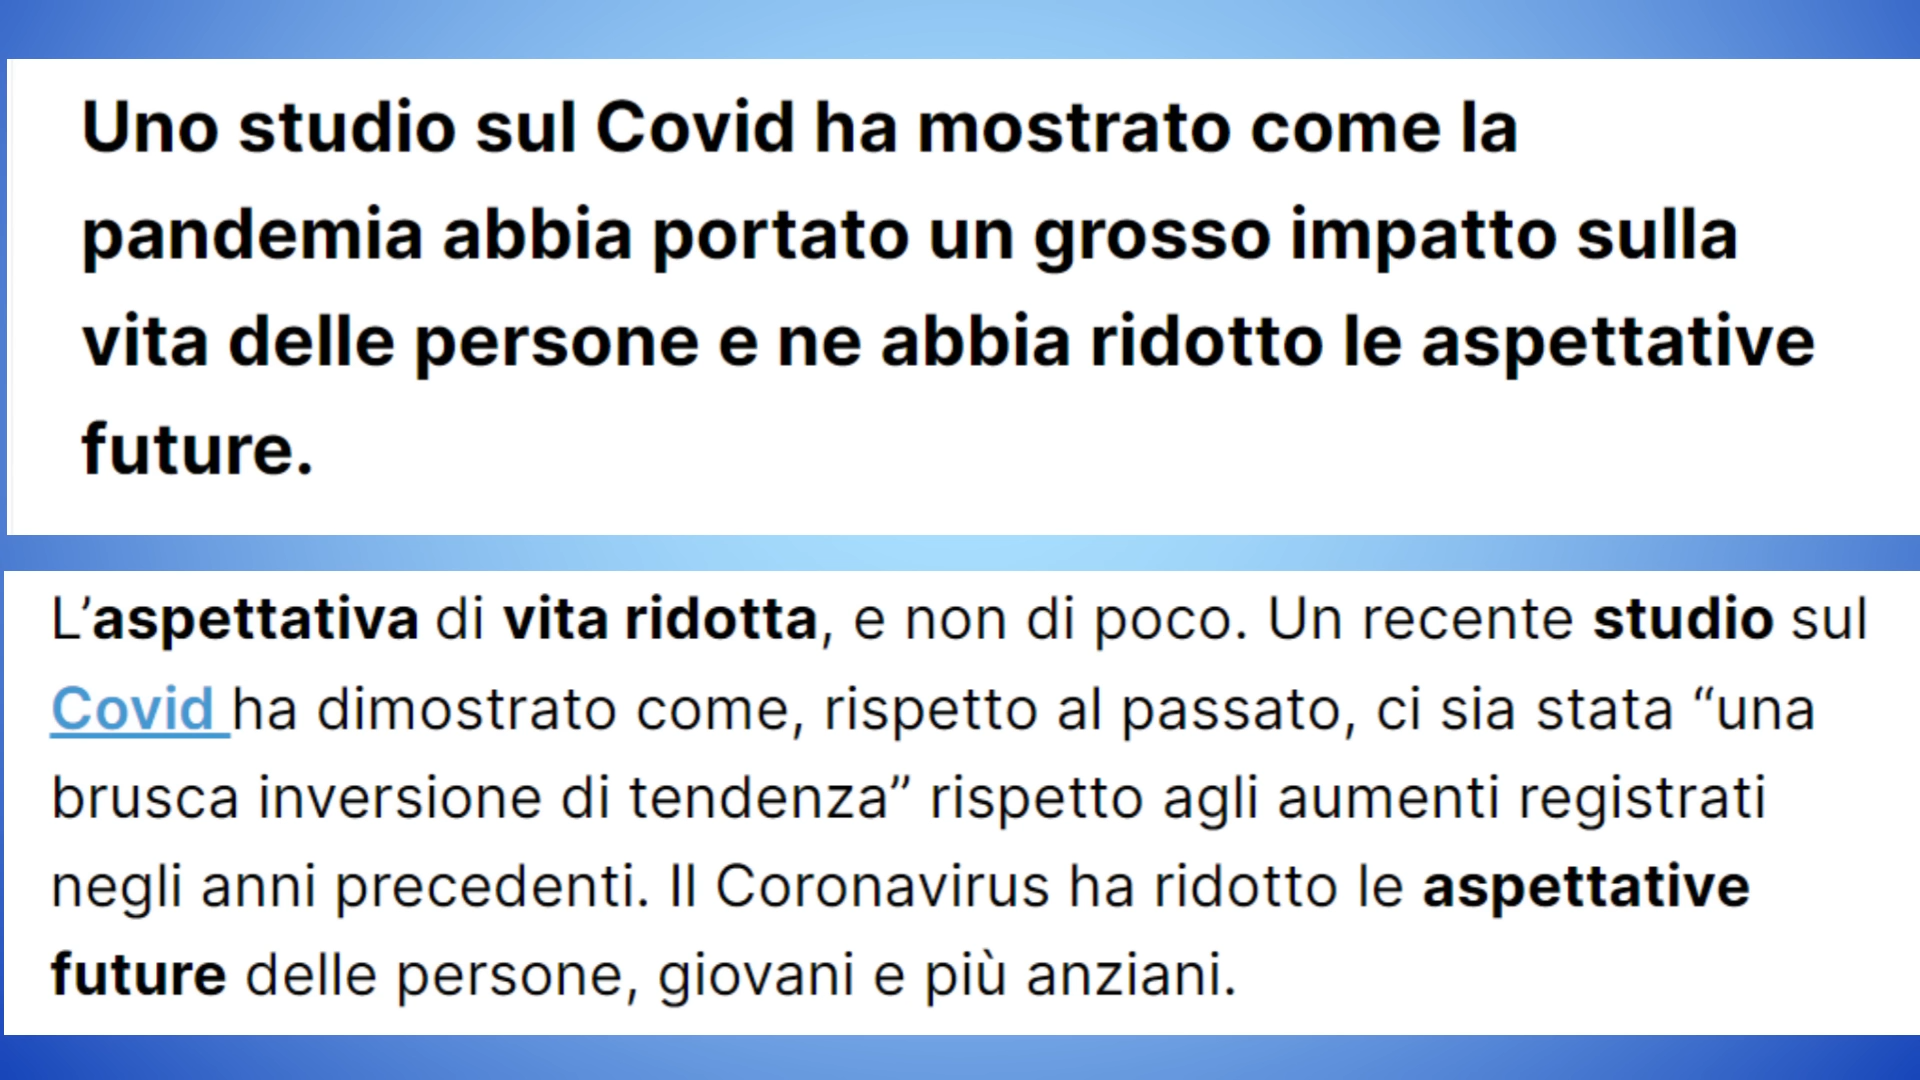 Uno studio sul Covid ha mostrato come la
pandemia abbia portato un grosso impatto sulla
vita delle persone e ne abbia ridotto le aspettative
future.
L’aspettativa di vita ridotta, e non di poco. Un recente studio sul
Covid ha dimostrato come, rispetto al passato, ci sia stata “una
brusca inversione di tendenza” rispetto agli aumenti registrati
negli anni precedenti. Il Coronavirus ha ridotto le aspettative
future delle persone, giovani e più anziani.